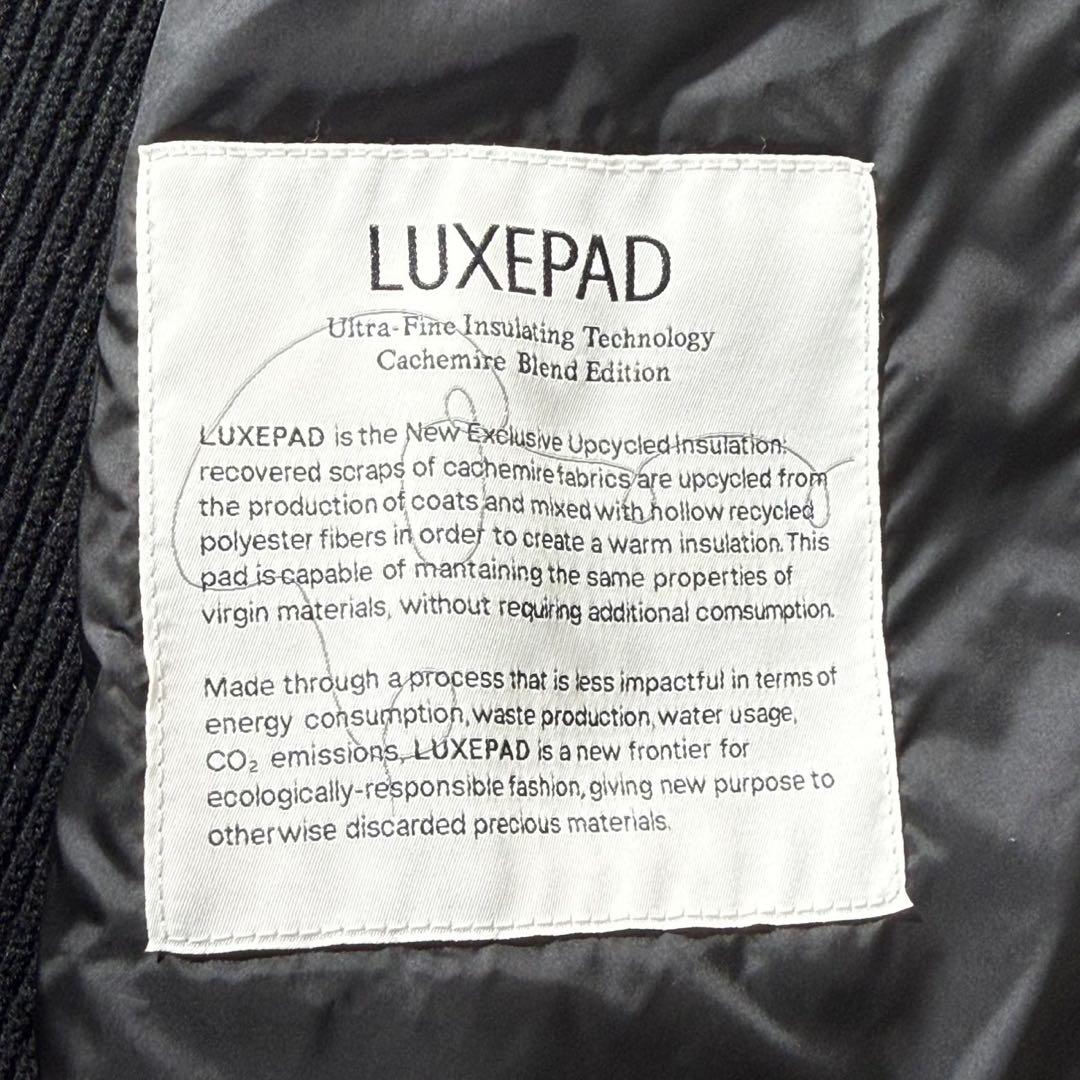 LUXEPAD
Ultra-Fine Insulating Technology
Cachemire Blend Edition
LUXEPAD is the New Exclusive Upcycled Insulation:
recovered scraps of cachemire fabrics are upcycled from
the production of coats and mixed with hollow recycled
polyester fibers in order to create a warm insulation. This
pad is capable of mantaining the same properties of
virgin materials, without requiring additional comsumption.
Made through a process that is less impactful in terms of
energy consumption, waste production, water usage,
CO₂ emissions, LUXEPAD is a new frontier for
ecologically-responsible fashion, giving new purpose to
otherwise discarded precious materials.